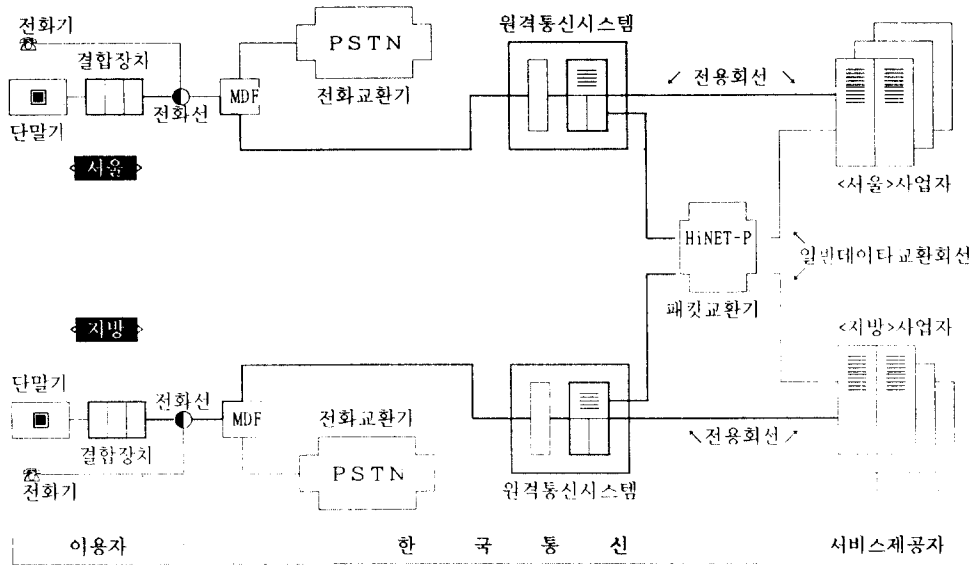 전화기
결합장치
PSTN
원격통신시스템
MDF
전용회선
단말기
전화선
전화교환기
서울
<서울>사업자
HiNET-P
일반데이타교환회선
패킷교환기
지방
<지방>사업자
단말기
전화선
MDF
전화교환기
전용회선
결합장치
PSTN
전화기
원격통신시스템
이용자
한국통신
서비스제공자